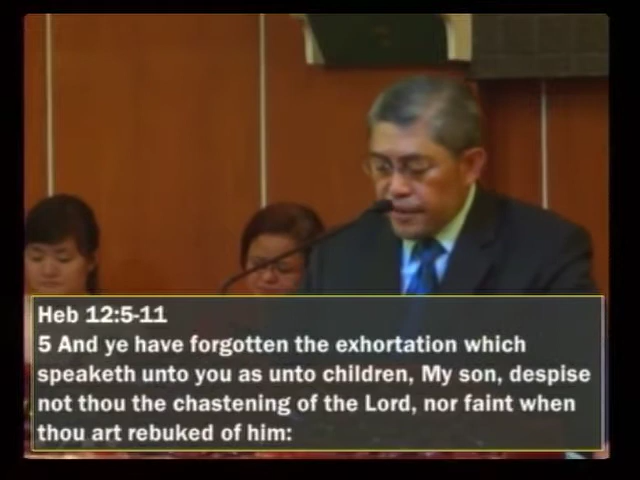 Heb 12:5-11
5 And ye have forgotten the exhortation which
speaketh unto you as unto children, My son, despise
not thou the chastening of the Lord, nor faint when
thou art rebuked of him: